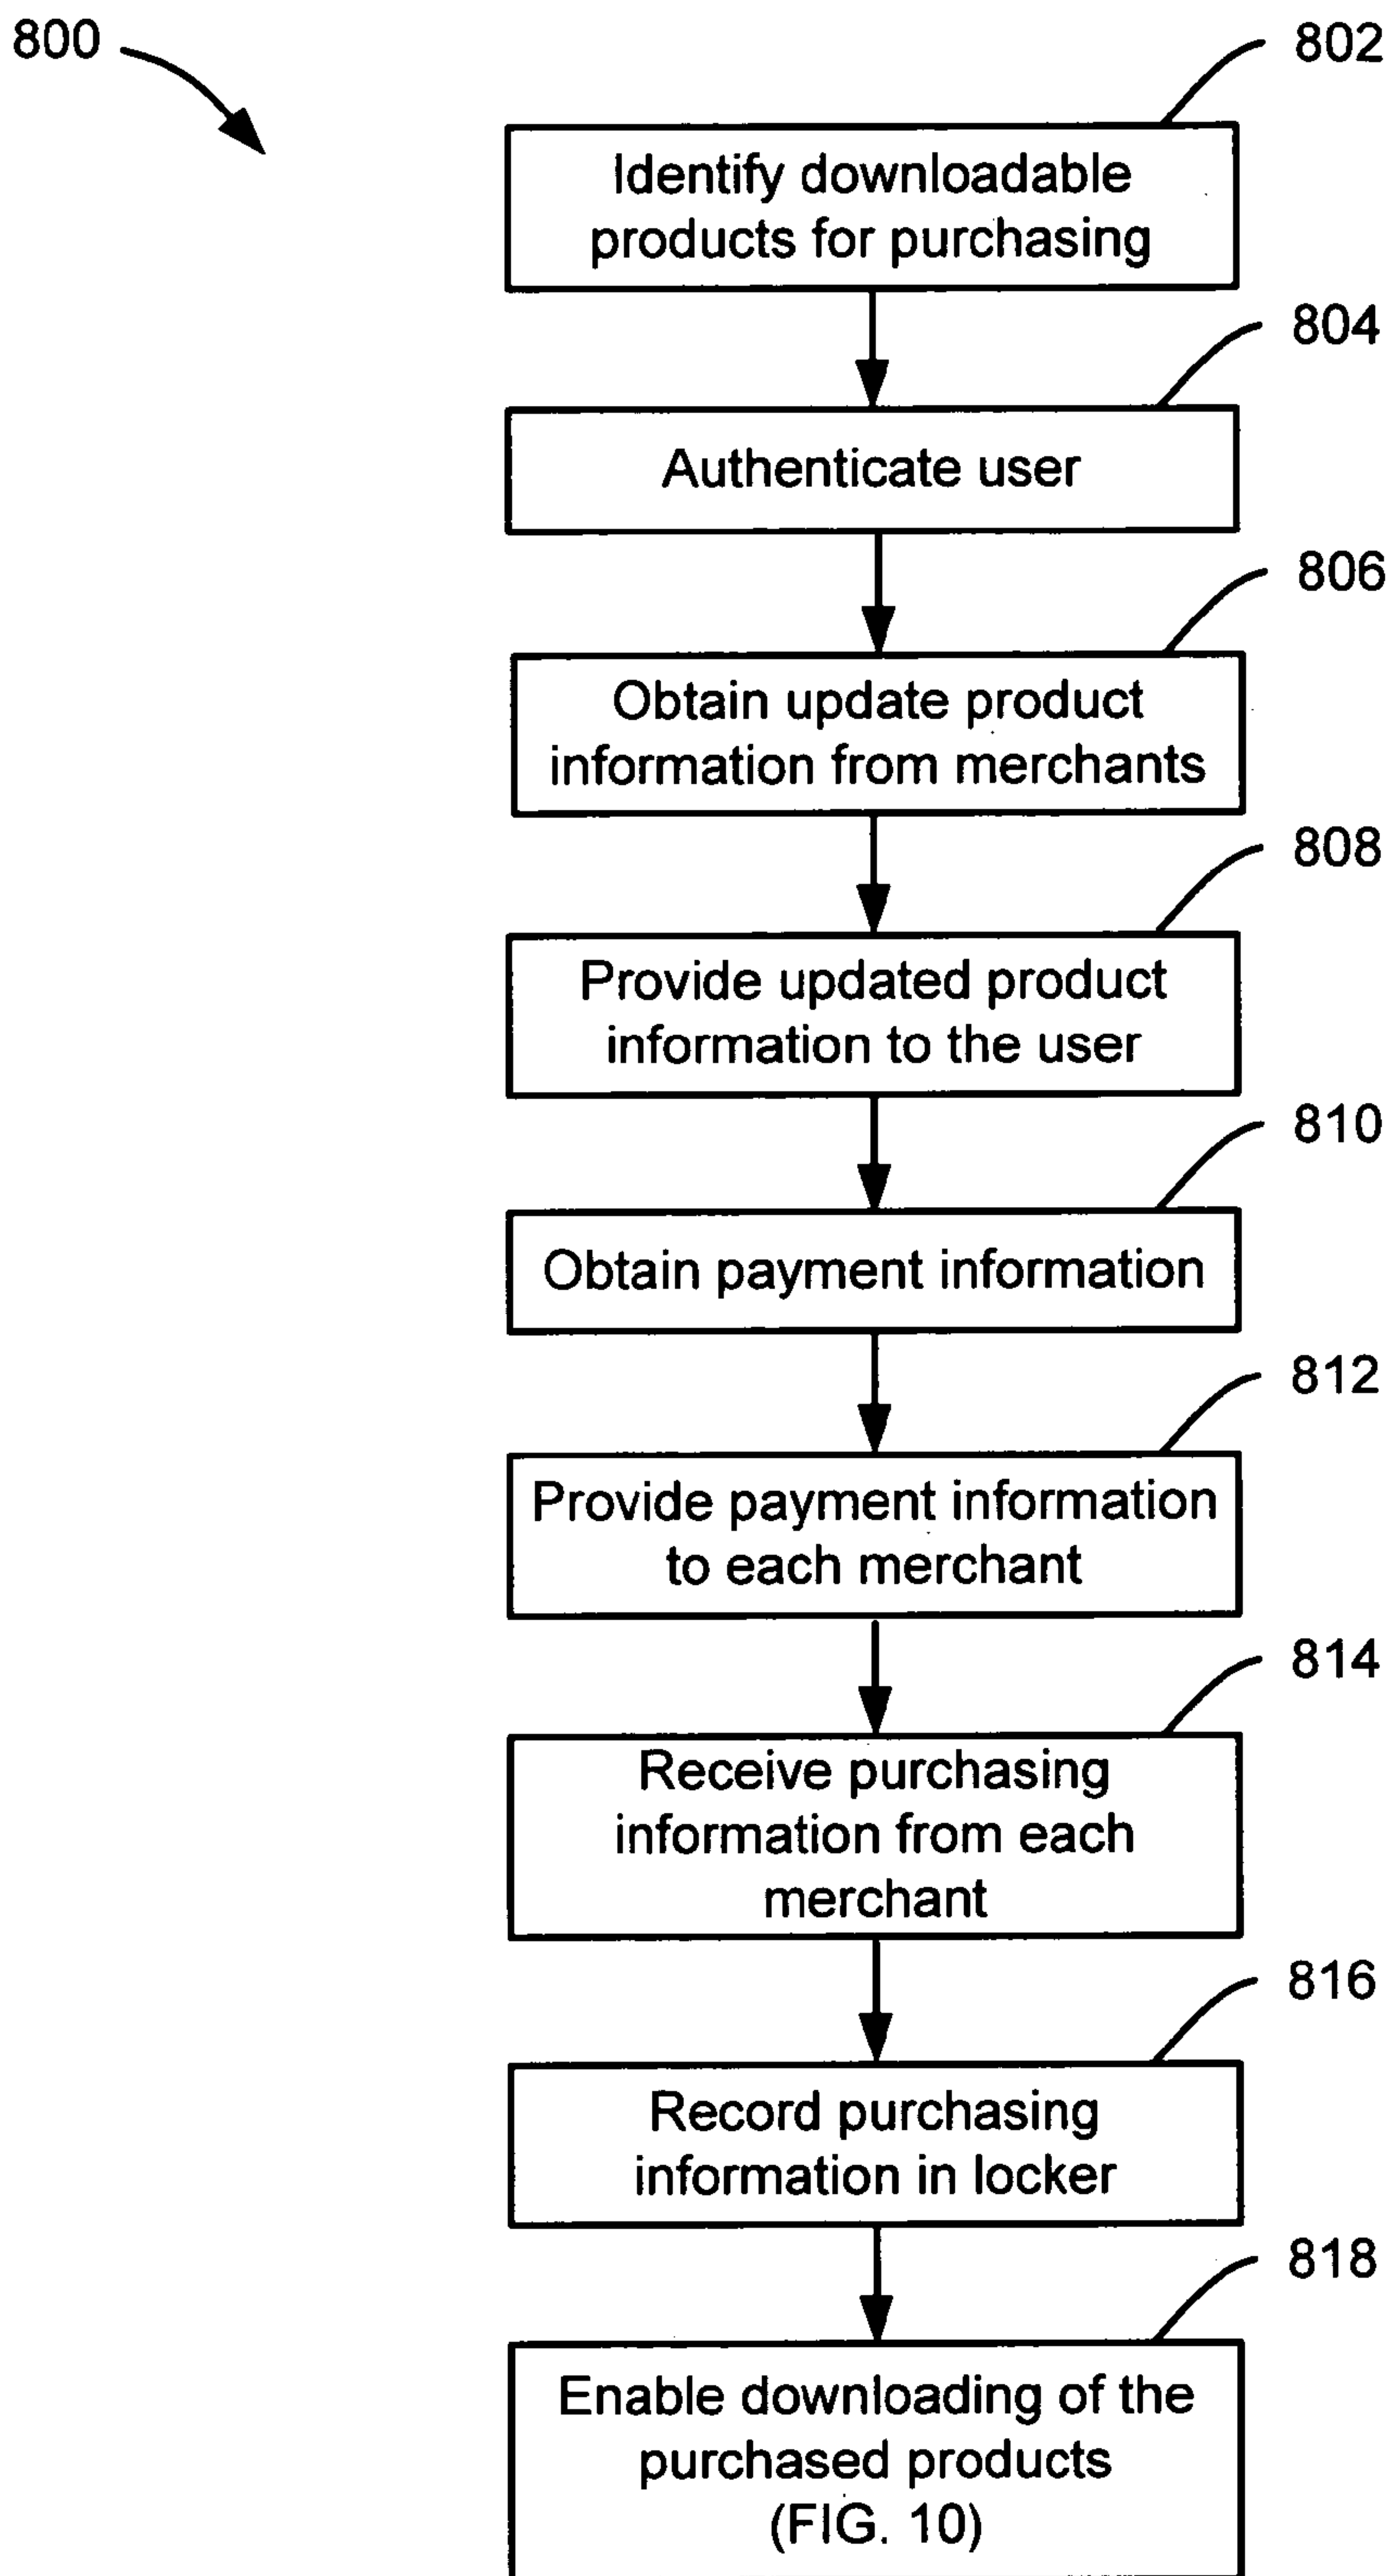 800
802
Identify downloadable
products for purchasing
804
Authenticate user
806
Obtain update product
information from merchants
808
Provide updated product
information to the user
810
Obtain payment information
812
Provide payment information
to each merchant
814
Receive purchasing
information from each
merchant
816
Record purchasing
information in locker
818
Enable downloading of the
purchased products
(FIG. 10)